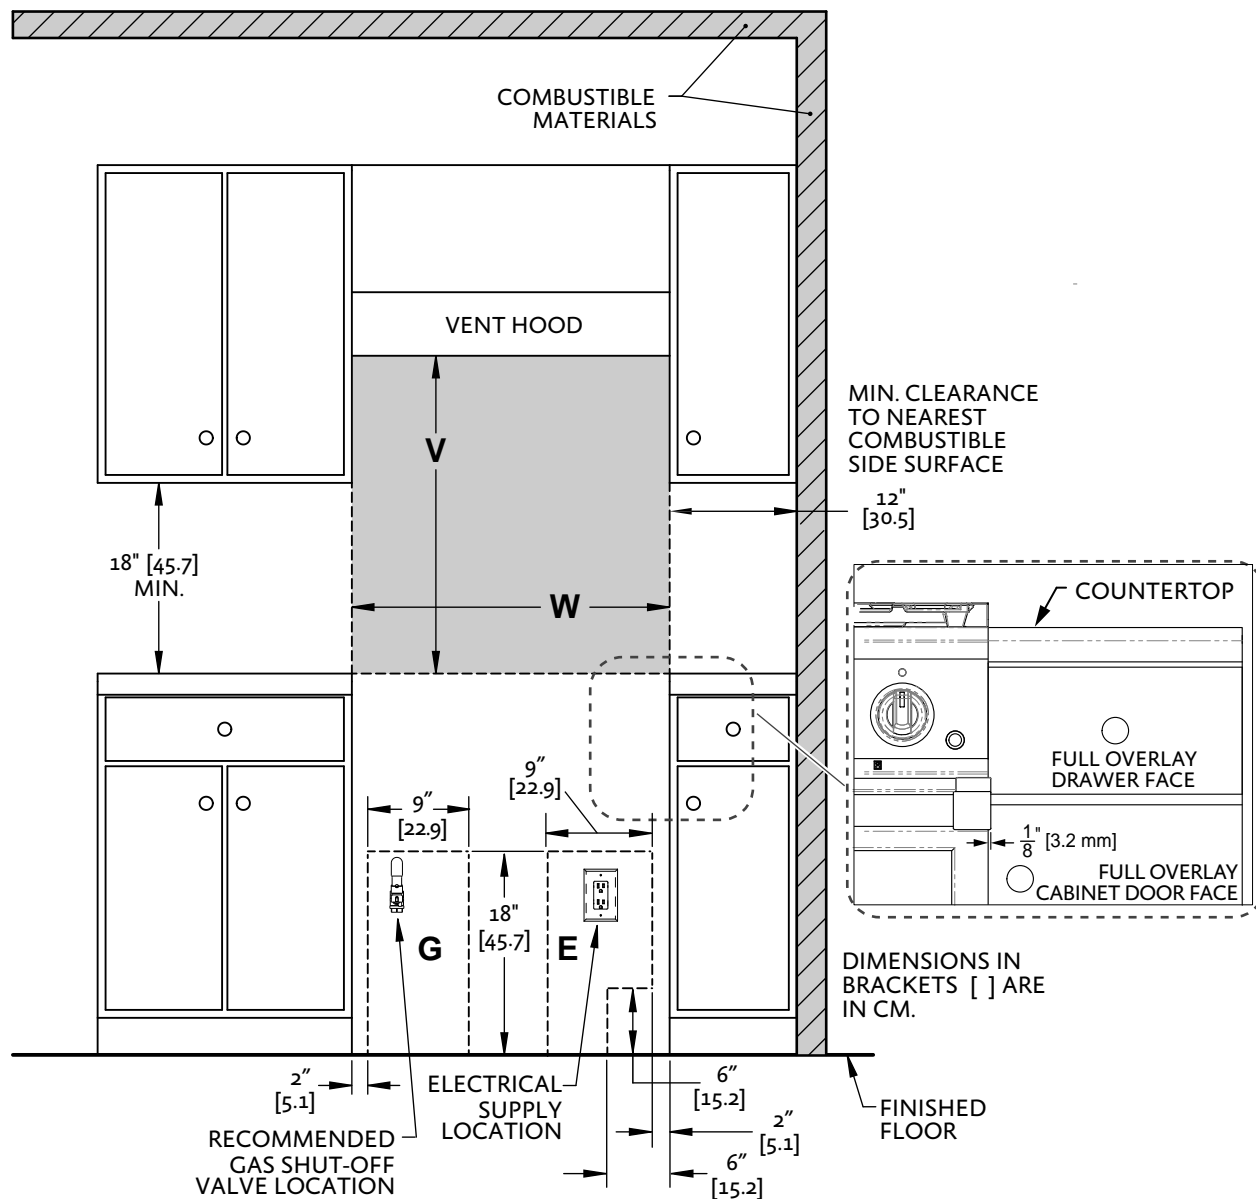 COMBUSTIBLE
MATERIALS
VENT HOOD
V
MIN. CLEARANCE
TO NEAREST
COMBUSTIBLE
SIDE SURFACE
12"
[30.5]
18" [45.7]
MIN.
W
COUNTERTOP
FULL OVERLAY
DRAWER FACE
1/8" [3.2 mm]
FULL OVERLAY
CABINET DOOR FACE
9”
[22.9]
9”
[22.9]
18"
[45.7]
G
E
DIMENSIONS IN
BRACKETS [ ] ARE
IN CM.
2”
[5.1]
ELECTRICAL
SUPPLY
LOCATION
6”
[15.2]
2”
[5.1]
6”
[15.2]
FINISHED
FLOOR
RECOMMENDED
GAS SHUT-OFF
VALVE LOCATION